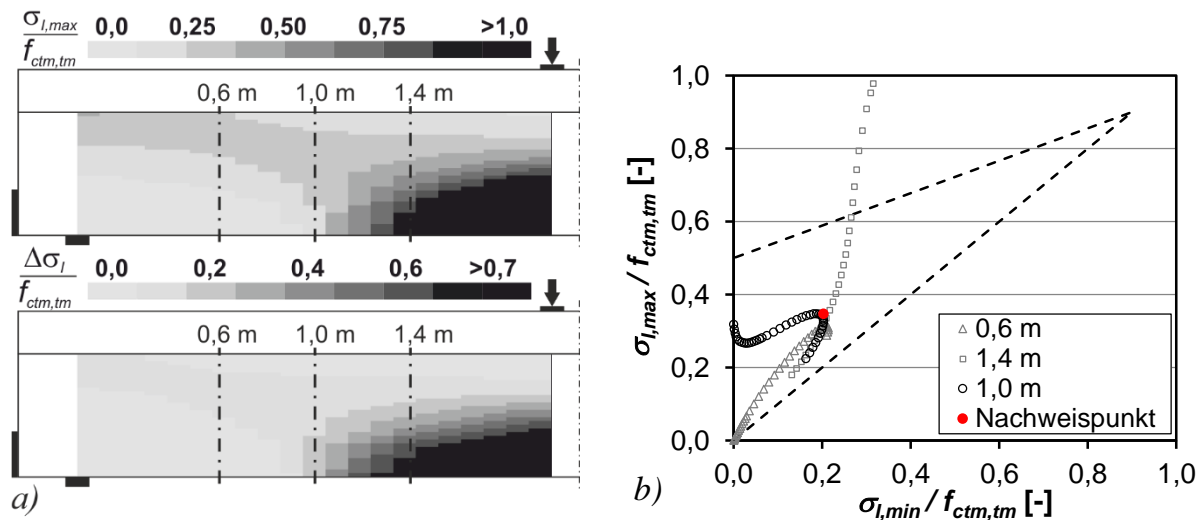 σI,max / fctm,tm
0,0 0,25 0,50 0,75 >1,0
0,6 m 1,0 m 1,4 m
ΔσI / fctm,tm
0,0 0,2 0,4 0,6 >0,7
0,6 m 1,0 m 1,4 m
a)
σI,max / fctm,tm [-]
1,0
0,8
0,6
0,4
0,2
0,0
0,6 m
1,4 m
1,0 m
Nachweispunkt
0,0 0,2 0,4 0,6 0,8 1,0
b)
σI,min / fctm,tm [-]